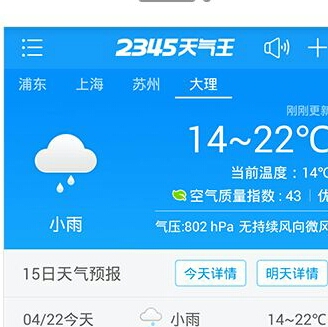 2345天气王
浦东 上海 苏州 大理
刚刚更新
14~22℃
当前温度：14℃
空气质量指数：43 | 优
小雨
气压:802 hPa 无持续风向微风
15日天气预报 今天详情 明天详情
04/22今天 小雨 14~22℃